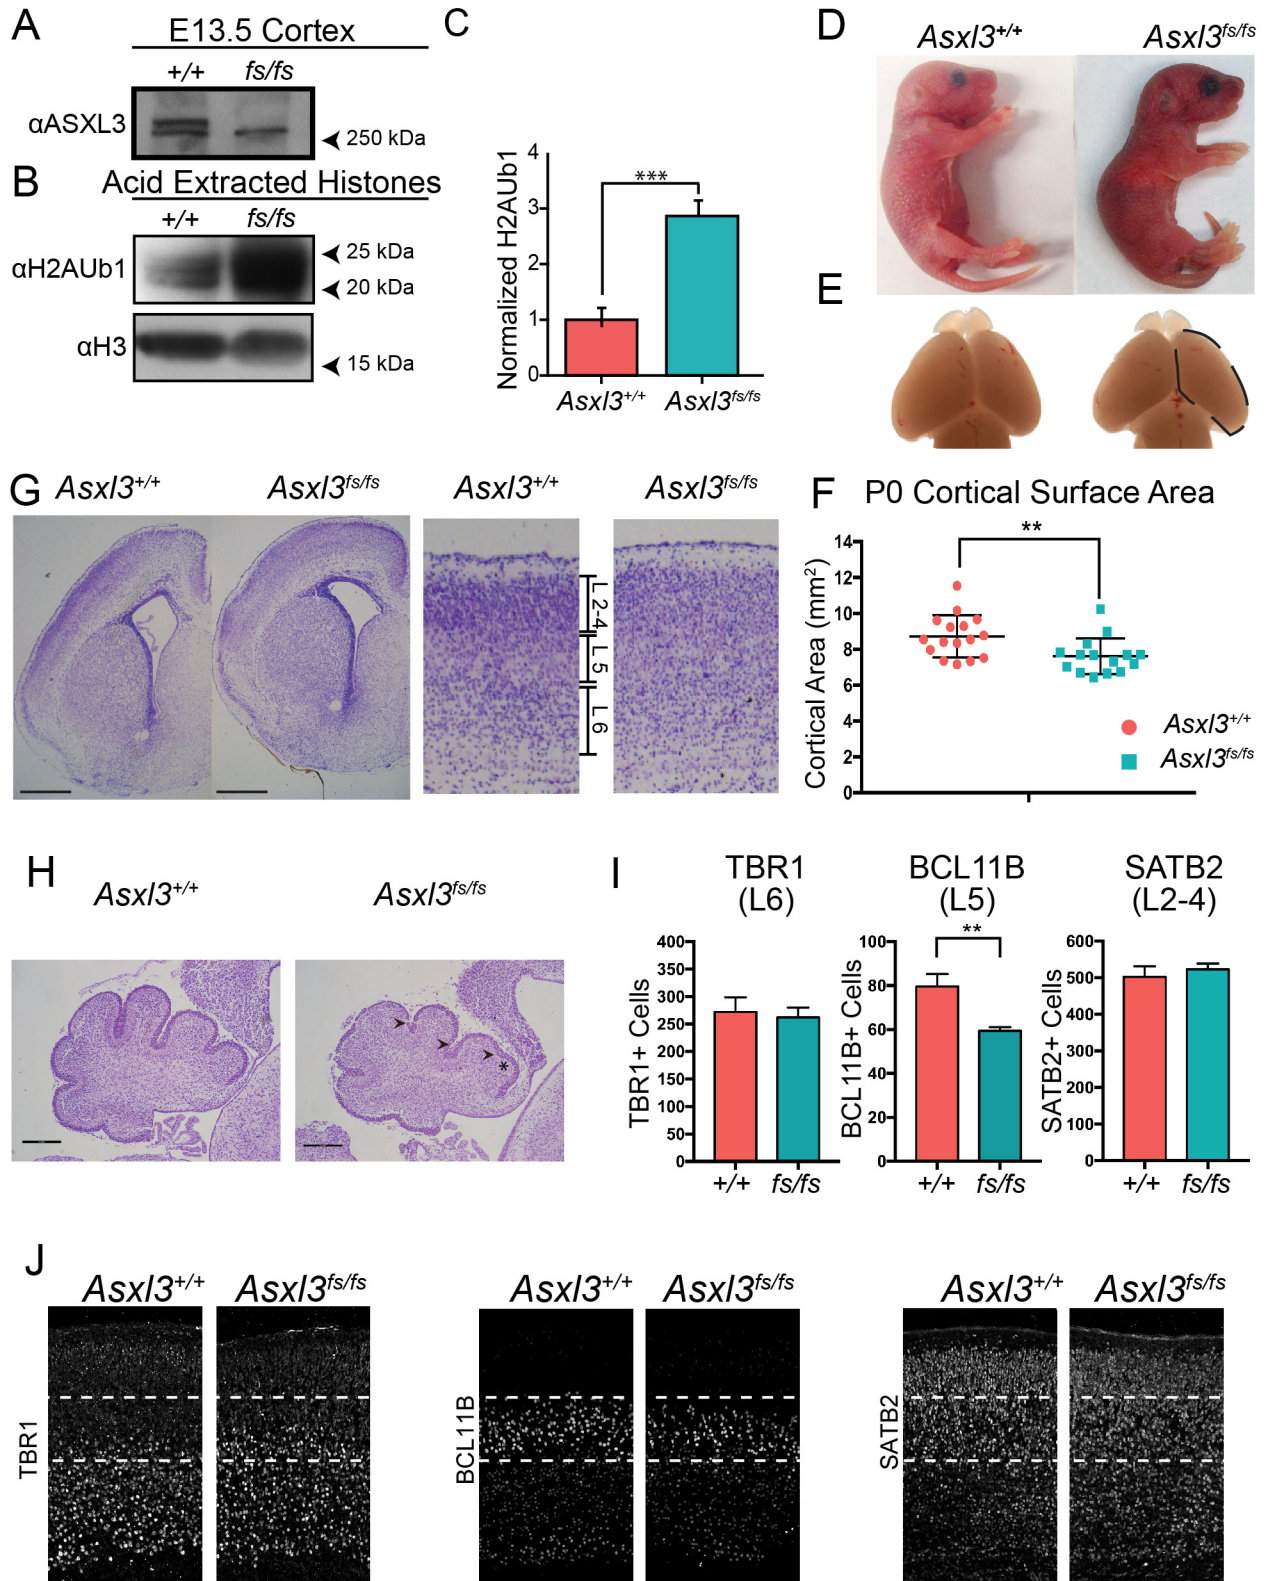 A
E13.5 Cortex
+/+ fs/fs
αASXL3
250 kDa
B
Acid Extracted Histones
+/+ fs/fs
αH2AUb1
25 kDa
20 kDa
αH3
15 kDa
C
Normalized H2AUb1
4
3
2
1
0
***
Asxl3+/+ Asxl3fs/fs
D
Asxl3+/+ Asxl3fs/fs
E
F
P0 Cortical Surface Area
**
Cortical Area (mm2)
14
12
10
8
6
4
2
0
Asxl3+/+
Asxl3fs/fs
G
Asxl3+/+ Asxl3fs/fs Asxl3+/+ Asxl3fs/fs
L 2-4
L 5
L 6
H
Asxl3+/+ Asxl3fs/fs
*
I
TBR1
(L6)
TBR1+ Cells
400
350
300
250
200
150
100
50
0
+/+ fs/fs
BCL11B
(L5)
**
BCL11B+ Cells
100
80
60
40
20
0
+/+ fs/fs
SATB2
(L2-4)
SATB2+ Cells
600
500
400
300
200
100
0
+/+ fs/fs
J
Asxl3+/+ Asxl3fs/fs
TBR1
Asxl3+/+ Asxl3fs/fs
BCL11B
Asxl3+/+ Asxl3fs/fs
SATB2